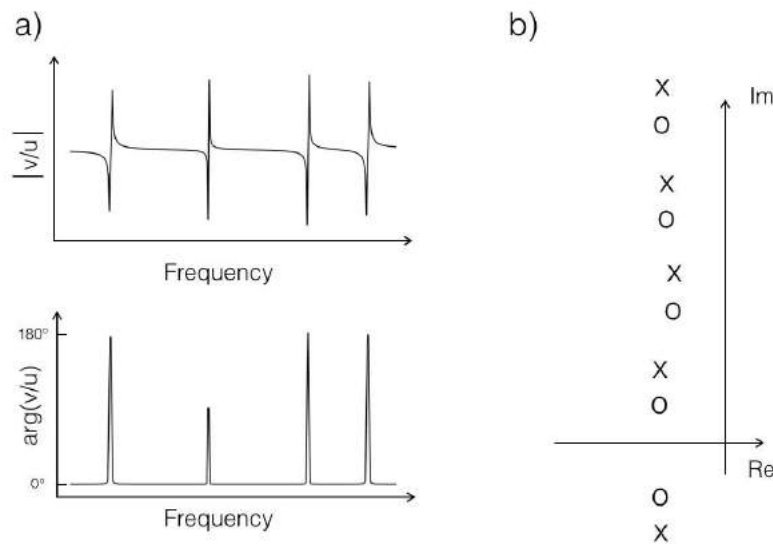 a)
|v/u|
Frequency
180°
arg(v/u)
0°
Frequency
b)
X
Im
O
X
O
X
O
X
O
Re
O
X